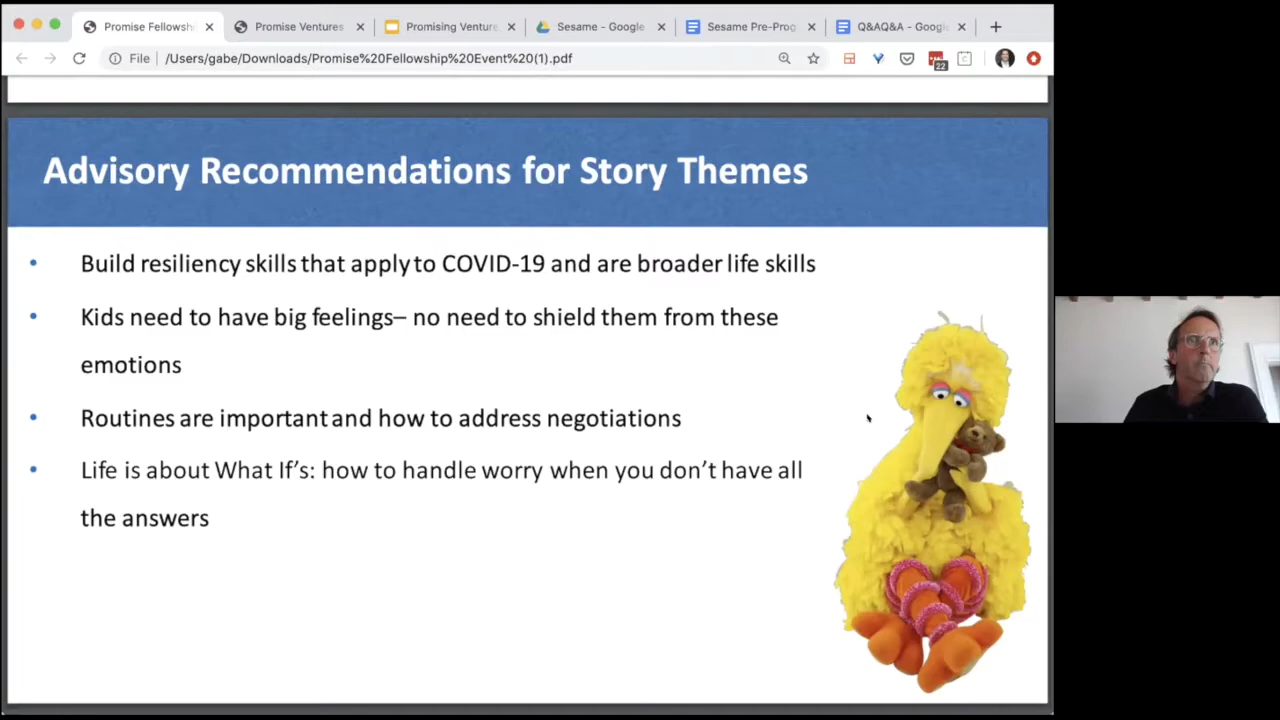 Promise Fellowsh
Promise Ventures
Promising Venture
Sesame - Google
Sesame Pre-Prog
Q&AQ&A - Google
File
/Users/gabe/Downloads/Promise%20Fellowship%20Event%20(1).pdf
22
Advisory Recommendations for Story Themes
• Build resiliency skills that apply to COVID-19 and are broader life skills
• Kids need to have big feelings– no need to shield them from these
emotions
• Routines are important and how to address negotiations
• Life is about What If’s: how to handle worry when you don’t have all
the answers